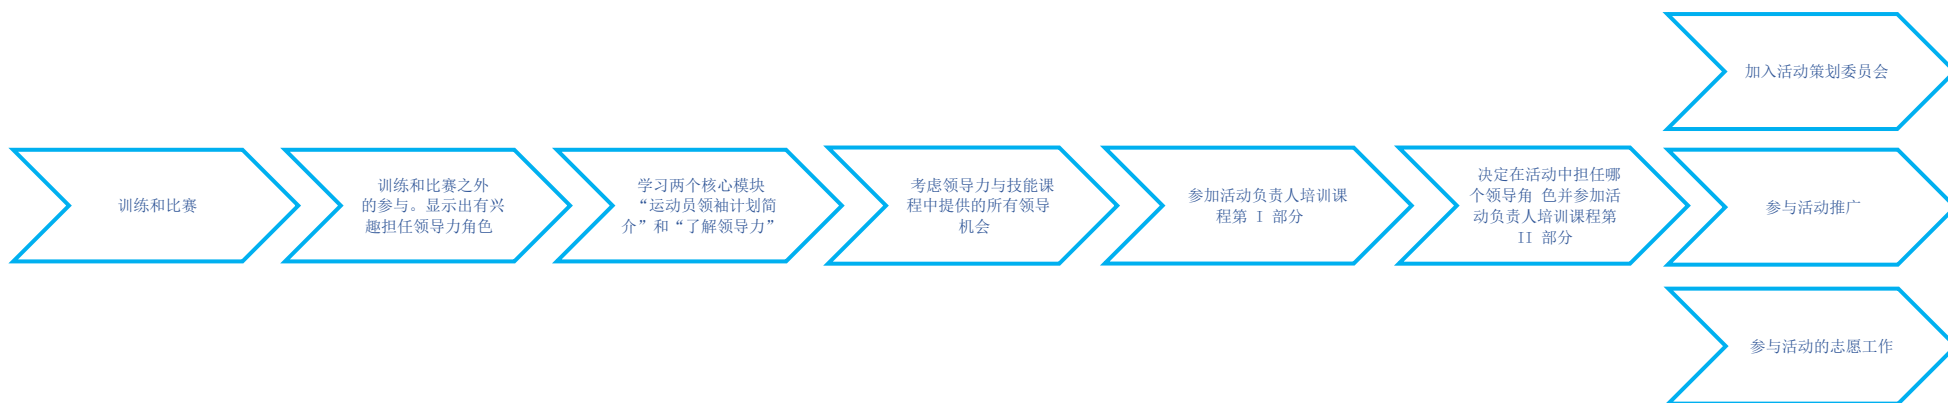 训练和比赛
训练和比赛之外
的参与。显示出有兴
趣担任领导力角色
学习两个核心模块
“运动员领袖计划简
介”和“了解领导力”
考虑领导力与技能课
程中提供的所有领导
机会
参加活动负责人培训课
程第 I 部分
决定在活动中担任哪
个领导角 色并参加活
动负责人培训课程第
II 部分
加入活动策划委员会
参与活动推广
参与活动的志愿工作